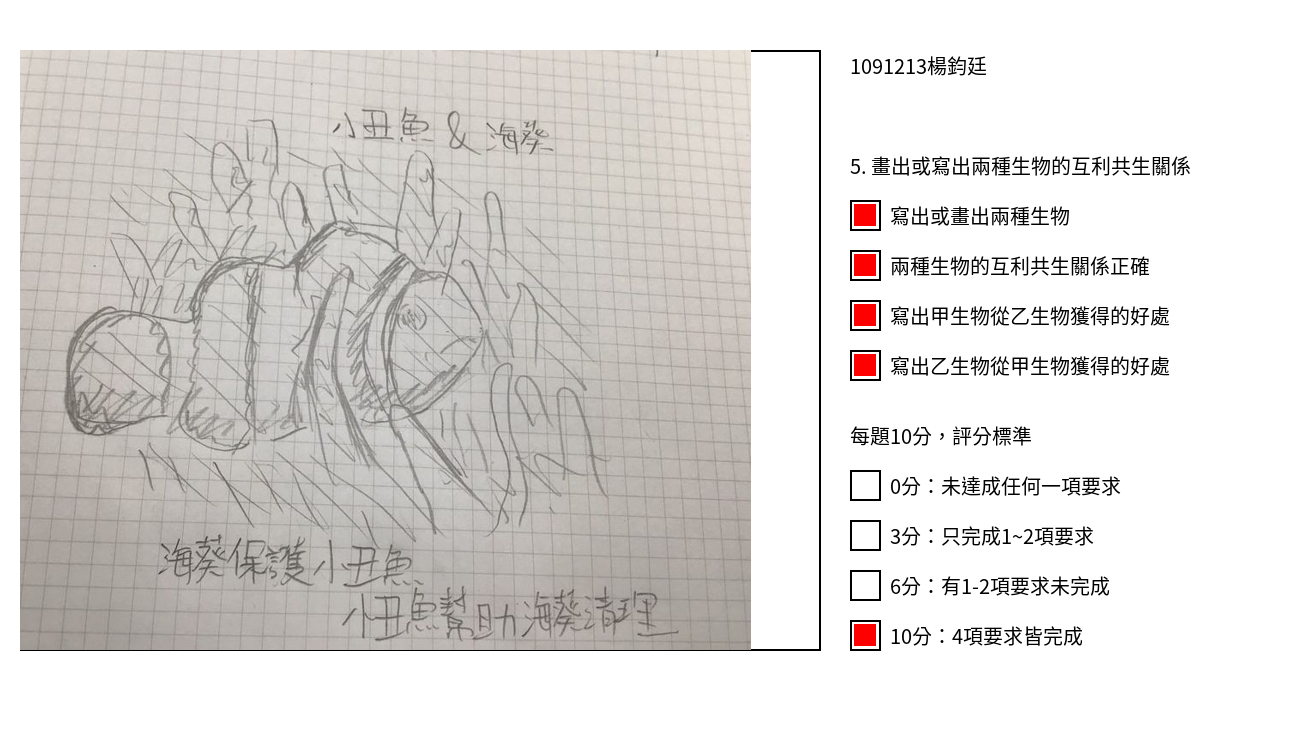 小丑魚 & 海葵
海葵保護小丑魚
小丑魚幫助海葵清理
1091213楊鈞廷
5. 畫出或寫出兩種生物的互利共生關係
寫出或畫出兩種生物
兩種生物的互利共生關係正確
寫出甲生物從乙生物獲得的好處
寫出乙生物從甲生物獲得的好處
每題10分，評分標準
0分：未達成任何一項要求
3分：只完成1~2項要求
6分：有1-2項要求未完成
10分：4項要求皆完成